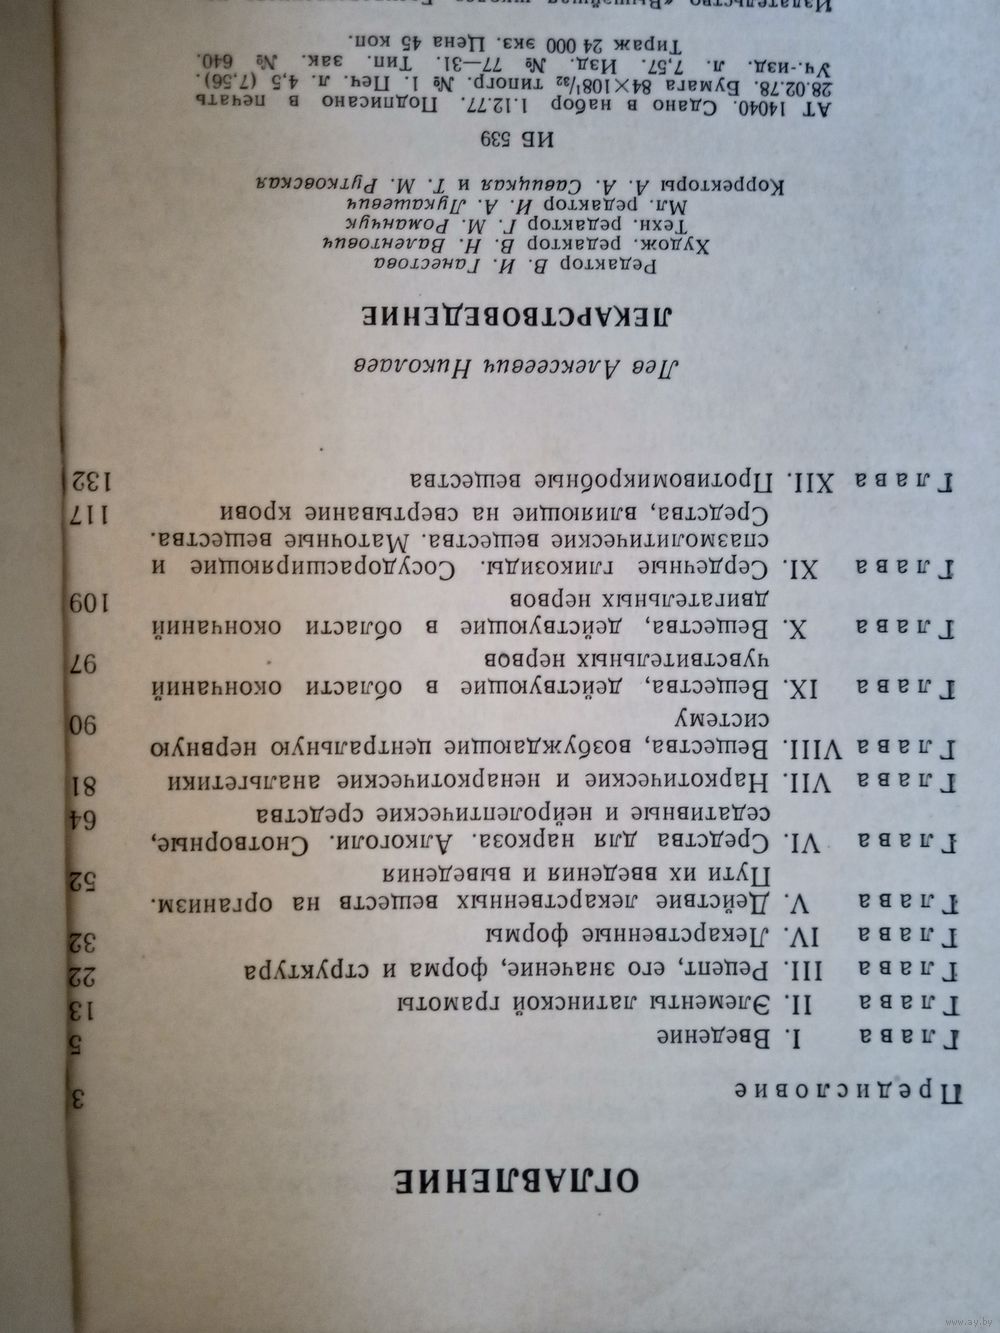 ОГЛАВЛЕНИЕ
Предисловие 3
Глава I. Введение 5
Глава II. Элементы латинской грамоты 13
Глава III. Рецепт, его значение, форма и структура 22
Глава IV. Лекарственные формы 32
Глава V. Действие лекарственных веществ на организм.
Пути их введения и выведения 52
Глава VI. Средства для наркоза. Алкоголи. Снотворные,
седативные и нейролептические средства 64
Глава VII. Наркотические и ненаркотические анальгетики 81
Глава VIII. Вещества, возбуждающие центральную нервную
систему 90
Глава IX. Вещества, действующие в области окончаний
чувствительных нервов 97
Глава X. Вещества, действующие в области окончаний
двигательных нервов 109
Глава XI. Сердечные гликозиды. Сосудорасширяющие и
спазмолитические вещества. Маточные вещества.
Средства, влияющие на свертывание крови 117
Глава XII. Противомикробные вещества 132
Лев Алексеевич Николаев
ЛЕКАРСТВОВЕДЕНИЕ
Редактор В. И. Ганестова
Худож. редактор В. Н. Валентович
Техн. редактор Г. М. Романчук
Мл. редактор И. А. Лукашевич
Корректоры А. А. Савицкая и Т. М. Рутковская
ИБ 539
АТ 14040. Сдано в набор 1.12.77. Подписано в печать
28.02.78. Бумага 84×108¹/₃₂ типогр. № 1. Печ. л. 4,5 (7,56).
Уч.-изд. л. 7,57. Изд. № 77—31. Тип. зак. № 640.
Тираж 24 000 экз. Цена 45 коп.
Издательство «Вышэйшая школа»
www.ay.by